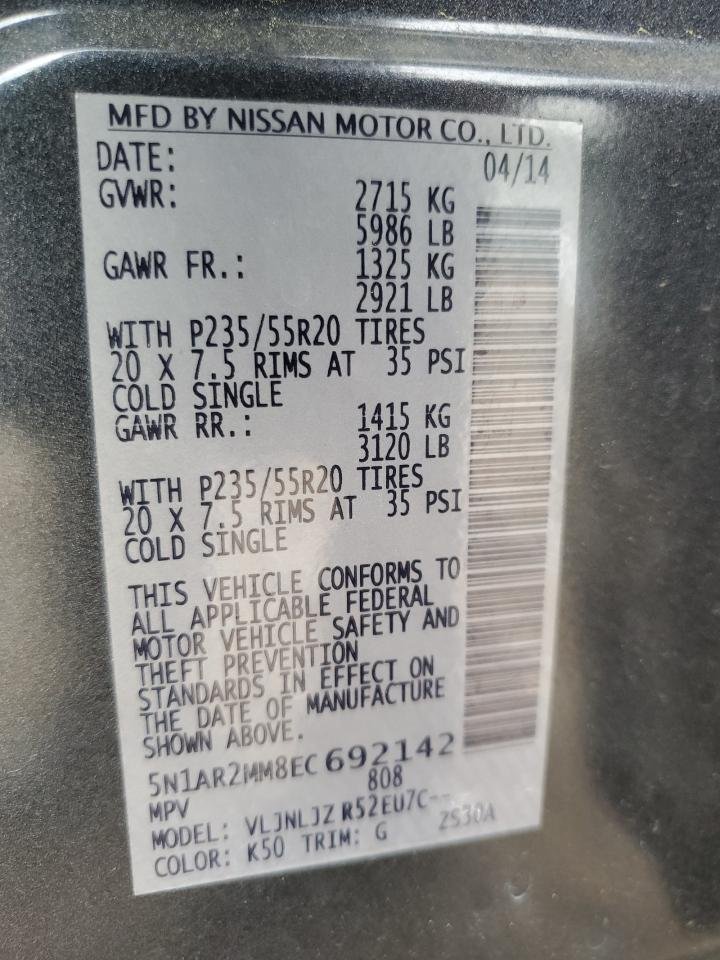 MFD BY NISSAN MOTOR CO., LTD.
DATE: 04/14
GVWR: 2715 KG
5986 LB
GAWR FR.: 1325 KG
2921 LB
WITH P235/55R20 TIRES
20 X 7.5 RIMS AT 35 PSI
COLD SINGLE
GAWR RR.: 1415 KG
3120 LB
WITH P235/55R20 TIRES
20 X 7.5 RIMS AT 35 PSI
COLD SINGLE
THIS VEHICLE CONFORMS TO
ALL APPLICABLE FEDERAL
MOTOR VEHICLE SAFETY AND
THEFT PREVENTION
STANDARDS IN EFFECT ON
THE DATE OF MANUFACTURE
SHOWN ABOVE.
5N1AR2MM8EC692142
MPV 808
MODEL: VLJNLJZ R52EU7C--
COLOR: K50 TRIM: G 2S30A